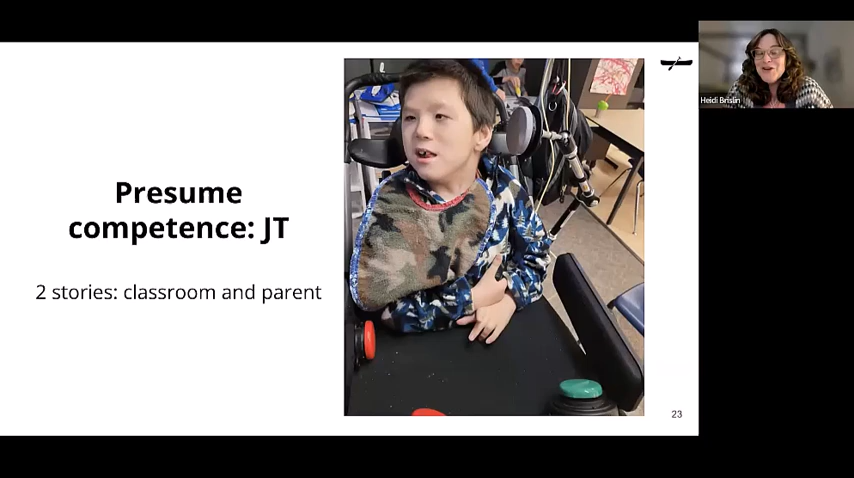 Presume
competence: JT
2 stories: classroom and parent
23
Heidi Brislin